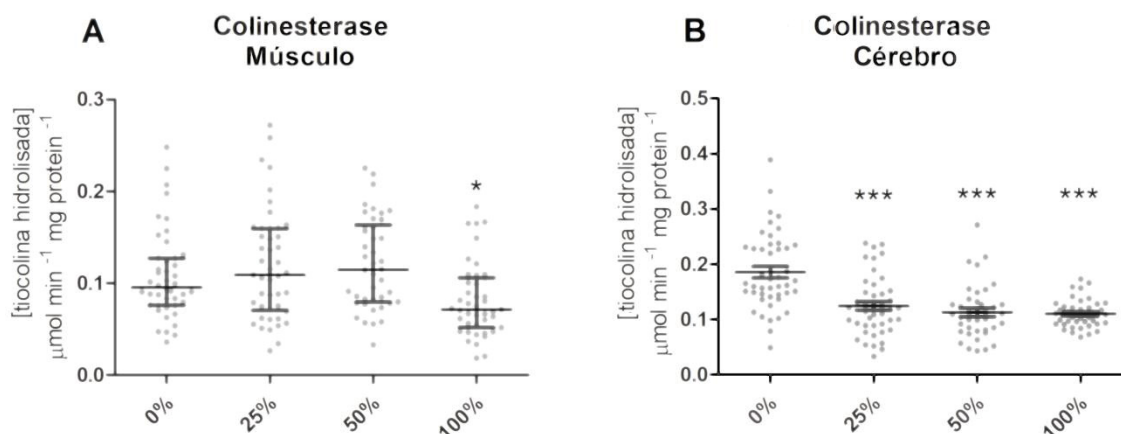 A
Colinesterase
Músculo
[tiocolina hidrolisada]
µmol min -1 mg protein -1
0.3
0.2
0.1
0.0
*
0%
25%
50%
100%
B
Colinesterase
Cérebro
[tiocolina hidrolisada]
µmol min -1 mg protein -1
0.5
0.4
0.3
0.2
0.1
0.0
***
***
***
0%
25%
50%
100%